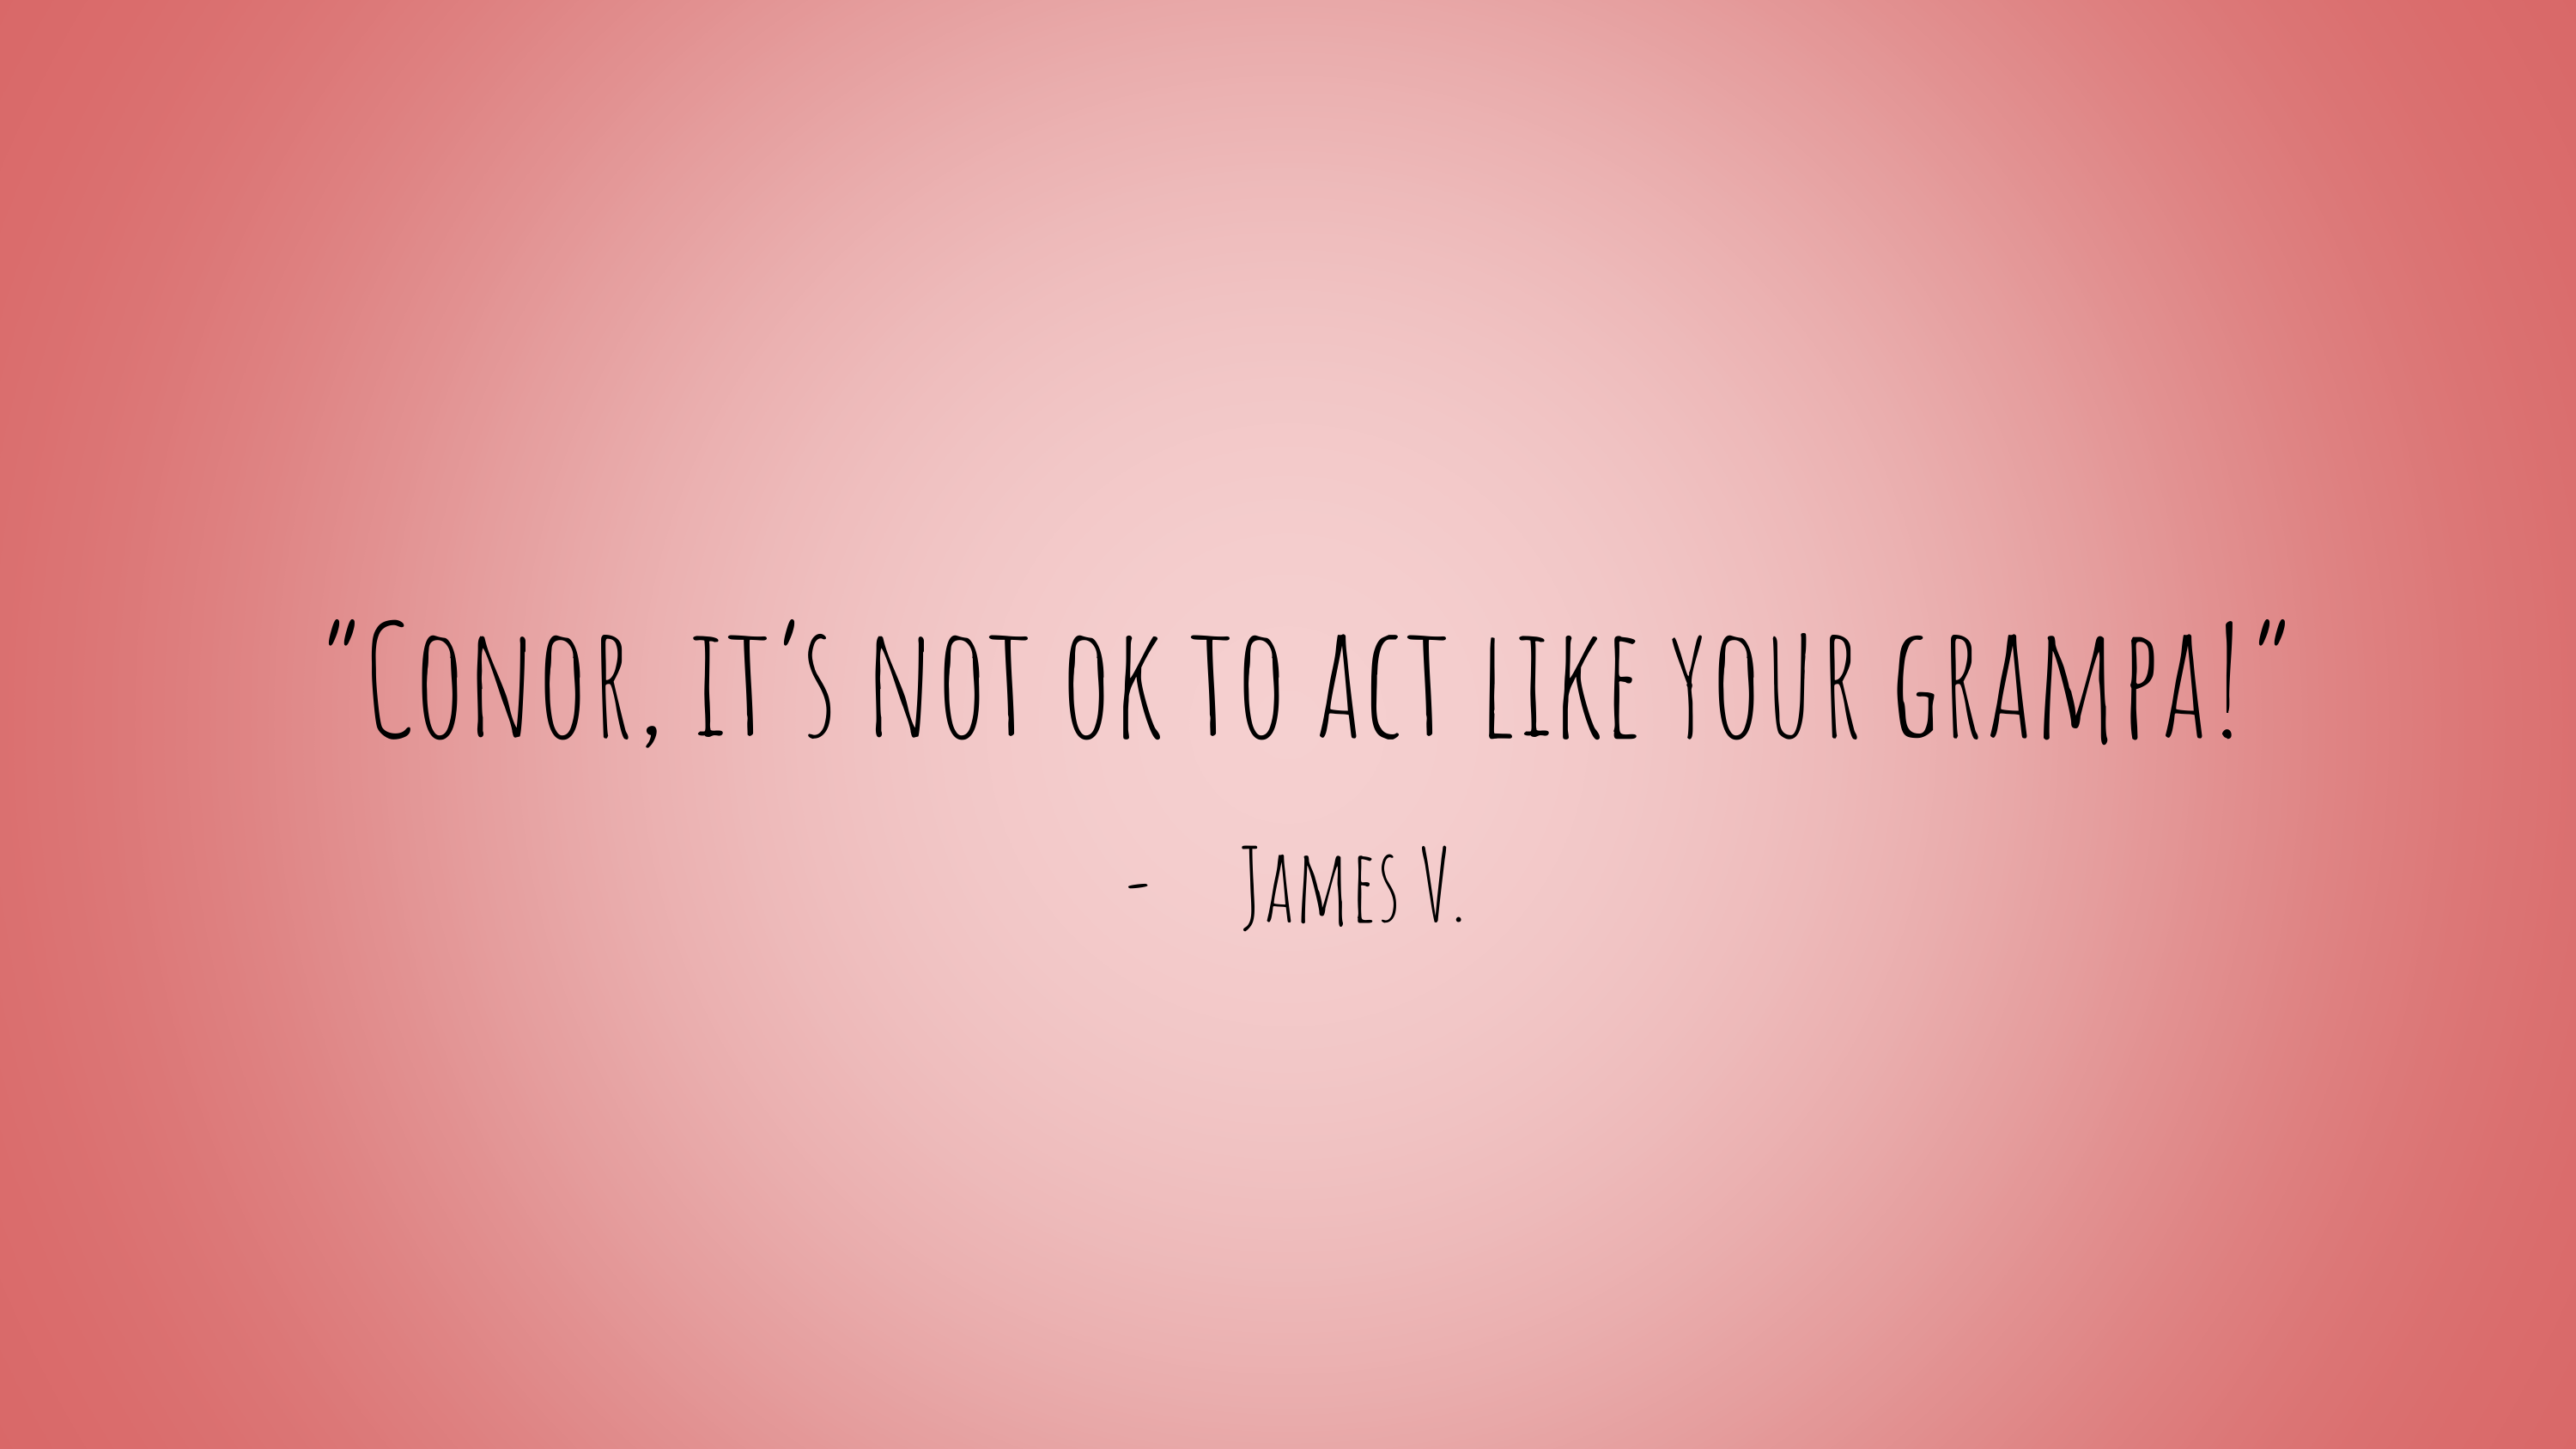 “Conor, it’s not ok to act like your grampa!”
- James V.